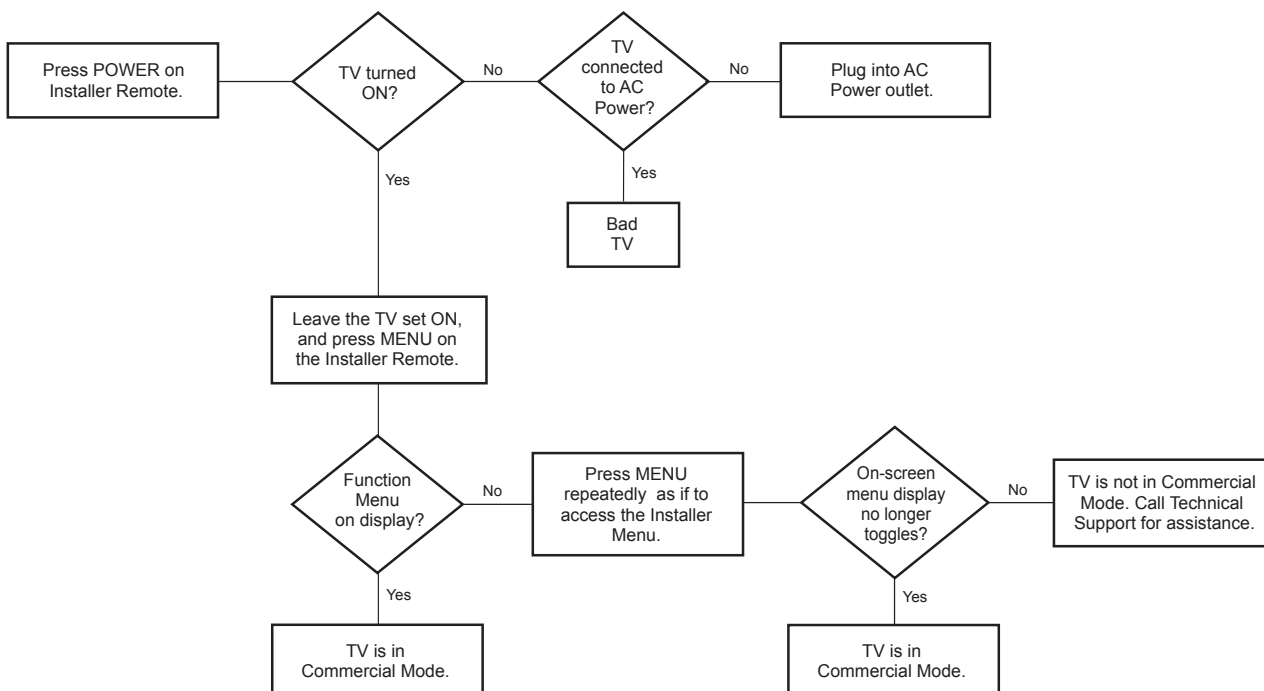 Press POWER on
Installer Remote.
TV turned
ON?
No
TV
connected
to AC
Power?
No
Plug into AC
Power outlet.
Yes
Yes
Bad
TV
Leave the TV set ON,
and press MENU on
the Installer Remote.
Function
Menu
on display?
No
Press MENU
repeatedly as if to
access the Installer
Menu.
On-screen
menu display
no longer
toggles?
No
TV is not in Commercial
Mode. Call Technical
Support for assistance.
Yes
Yes
TV is in
Commercial Mode.
TV is in
Commercial Mode.